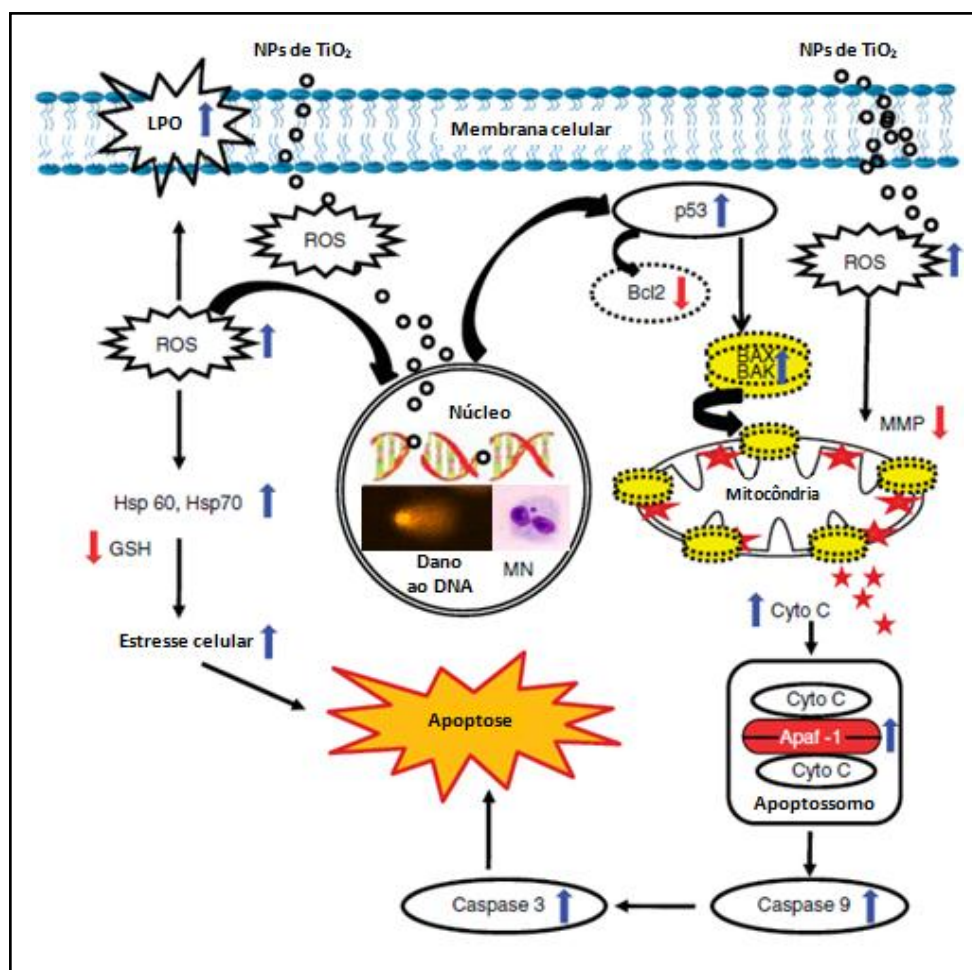 NPs de TiO₂
NPs de TiO₂
LPO
Membrana celular
ROS
p53
ROS
Bcl2
ROS
BAX
BAK
Núcleo
MMP
Mitocôndria
Hsp 60, Hsp70
GSH
Dano
ao DNA
MN
Cyto C
Estresse celular
Cyto C
Apoptose
Apaf -1
Cyto C
Apoptossomo
Caspase 3
Caspase 9